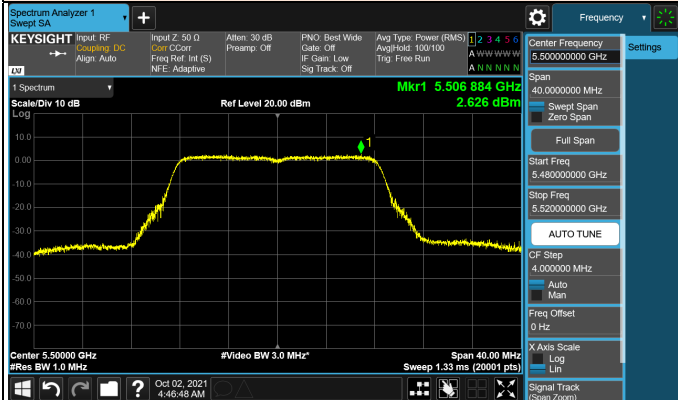 Spectrum Analyzer 1
Swept SA
Frequency
KEYSIGHT
LXI
Input: RF
Coupling: DC
Align: Auto
Input Z: 50 Ω
Corr CCorr
Freq Ref: Int (S)
NFE: Adaptive
Atten: 30 dB
Preamp: Off
PNO: Best Wide
Gate: Off
IF Gain: Low
Sig Track: Off
Avg Type: Power (RMS)
Avg|Hold: 100/100
Trig: Free Run
1 2 3 4 5 6
A W W W W W
A N N N N N
1 Spectrum
Scale/Div 10 dB
Log
Ref Level 20.00 dBm
Mkr1 5.506 884 GHz
2.626 dBm
1
10.0
0.00
-10.0
-20.0
-30.0
-40.0
-50.0
-60.0
-70.0
Center 5.50000 GHz
#Res BW 1.0 MHz
#Video BW 3.0 MHz*
Span 40.00 MHz
Sweep 1.33 ms (20001 pts)
Oct 02, 2021
4:46:48 AM
Center Frequency
5.500000000 GHz
Span
40.0000000 MHz
Swept Span
Zero Span
Full Span
Start Freq
5.480000000 GHz
Stop Freq
5.520000000 GHz
AUTO TUNE
CF Step
4.000000 MHz
Auto
Man
Freq Offset
0 Hz
X Axis Scale
Log
Lin
Signal Track
(Span Zoom)
Settings